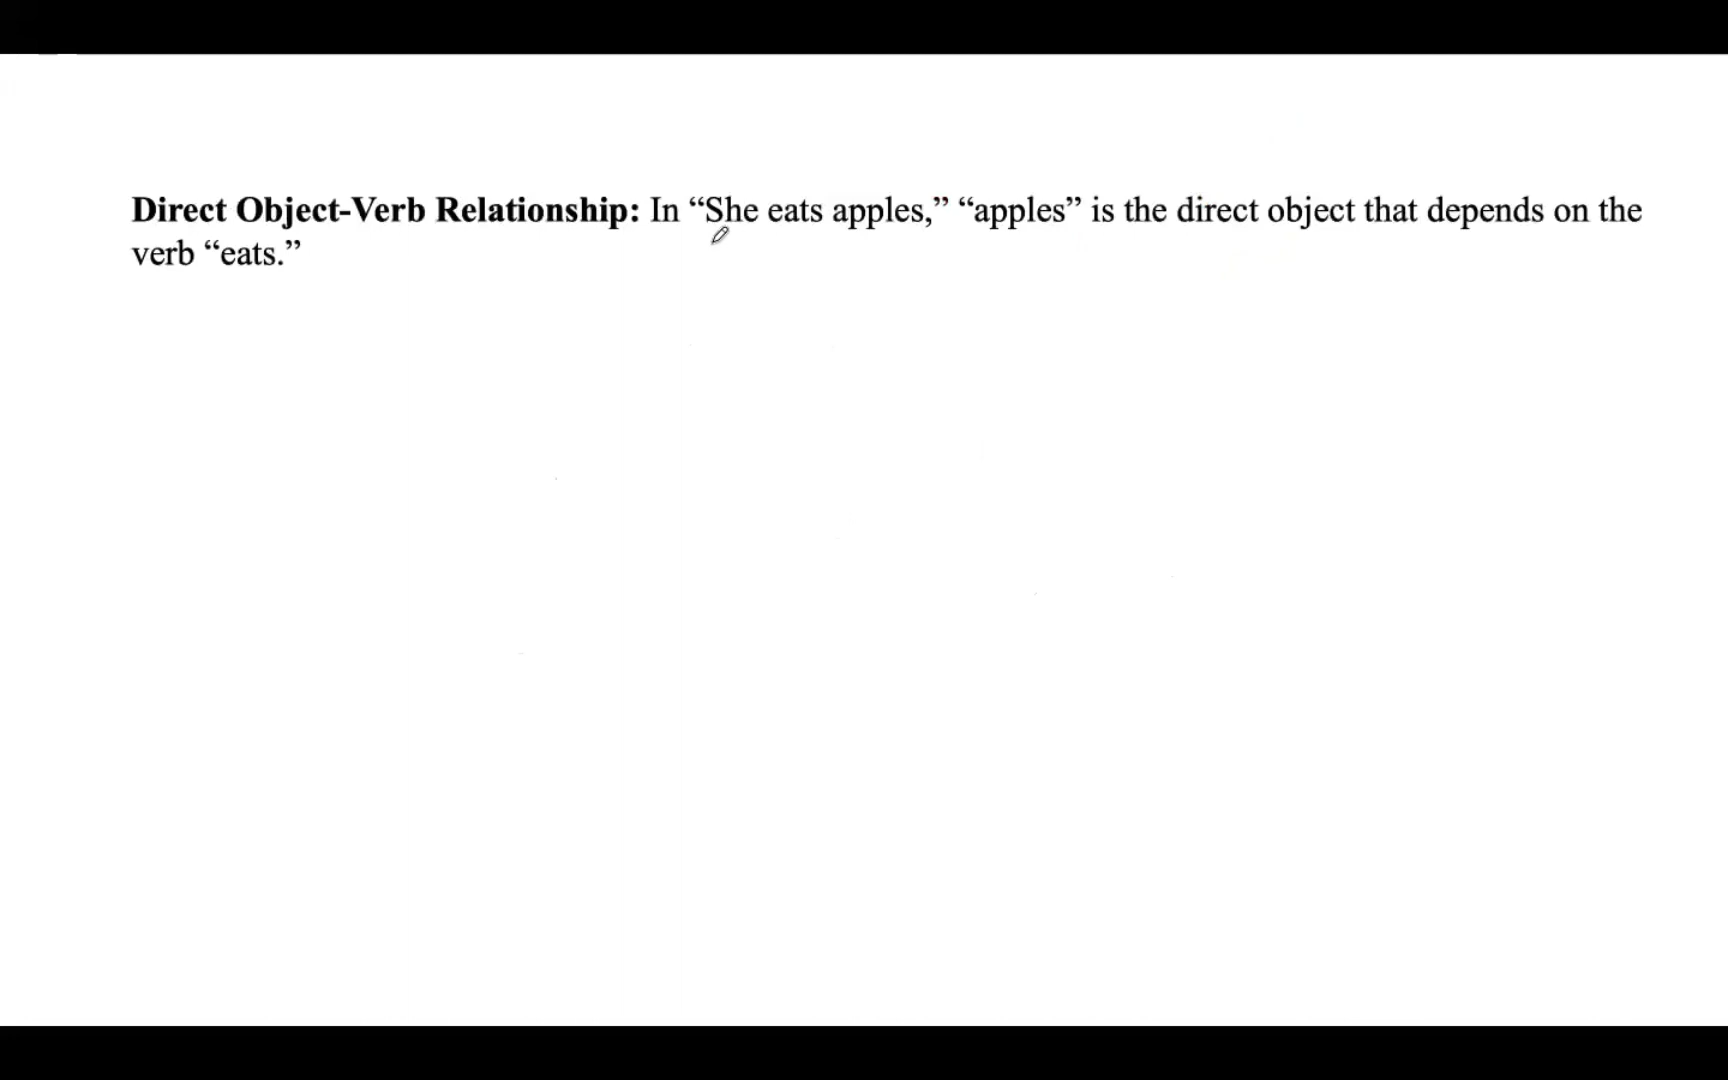 Direct Object-Verb Relationship: In “She eats apples,” “apples” is the direct object that depends on the
verb “eats.”